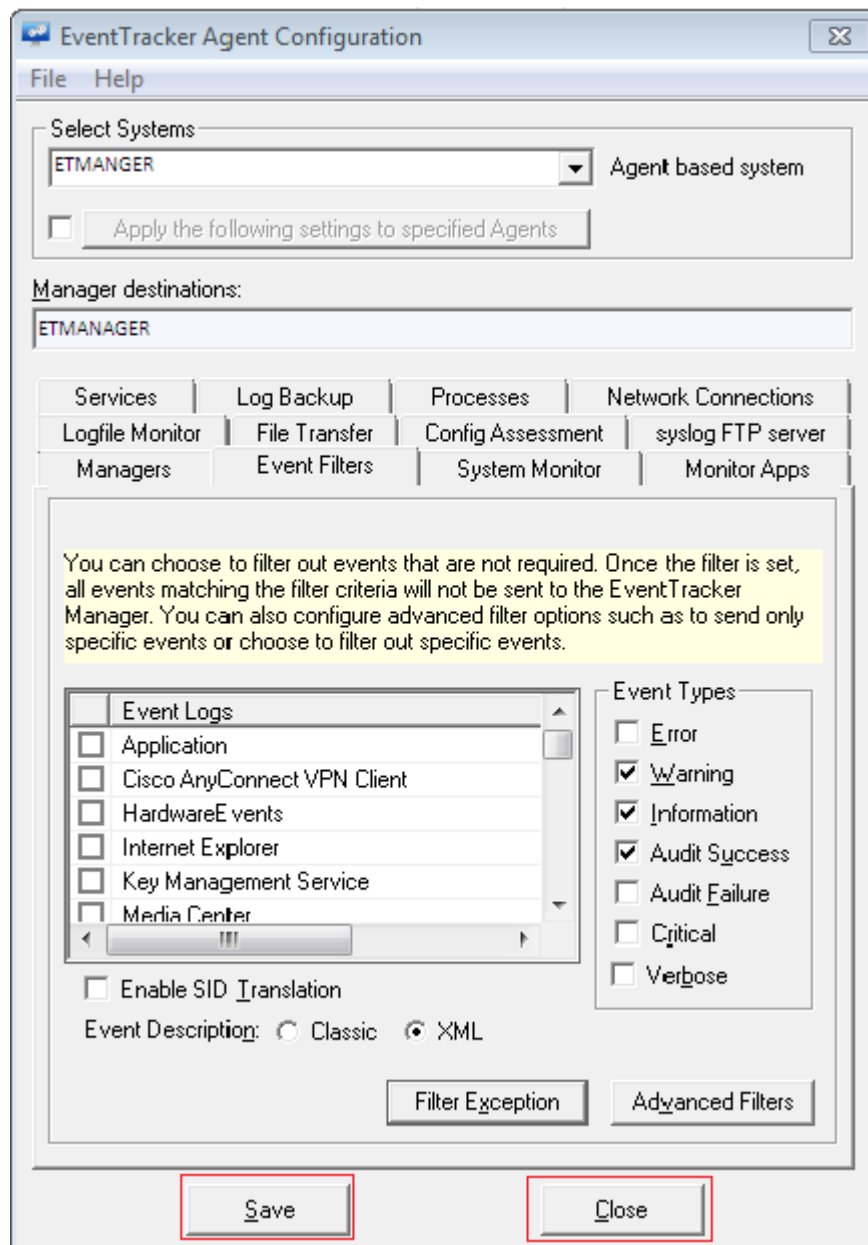 EventTracker Agent Configuration
File Help
Select Systems
ETMANGER
Agent based system
Apply the following settings to specified Agents
Manager destinations:
ETMANAGER
Services Log Backup Processes Network Connections
Logfile Monitor File Transfer Config Assessment syslog FTP server
Managers Event Filters System Monitor Monitor Apps
You can choose to filter out events that are not required. Once the filter is set,
all events matching the filter criteria will not be sent to the EventTracker
Manager. You can also configure advanced filter options such as to send only
specific events or choose to filter out specific events.
Event Logs
Application
Cisco AnyConnect VPN Client
HardwareEvents
Internet Explorer
Key Management Service
Media Center
Event Types
Error
Warning
Information
Audit Success
Audit Failure
Critical
Verbose
Enable SID Translation
Event Description: Classic XML
Filter Exception Advanced Filters
Save Close